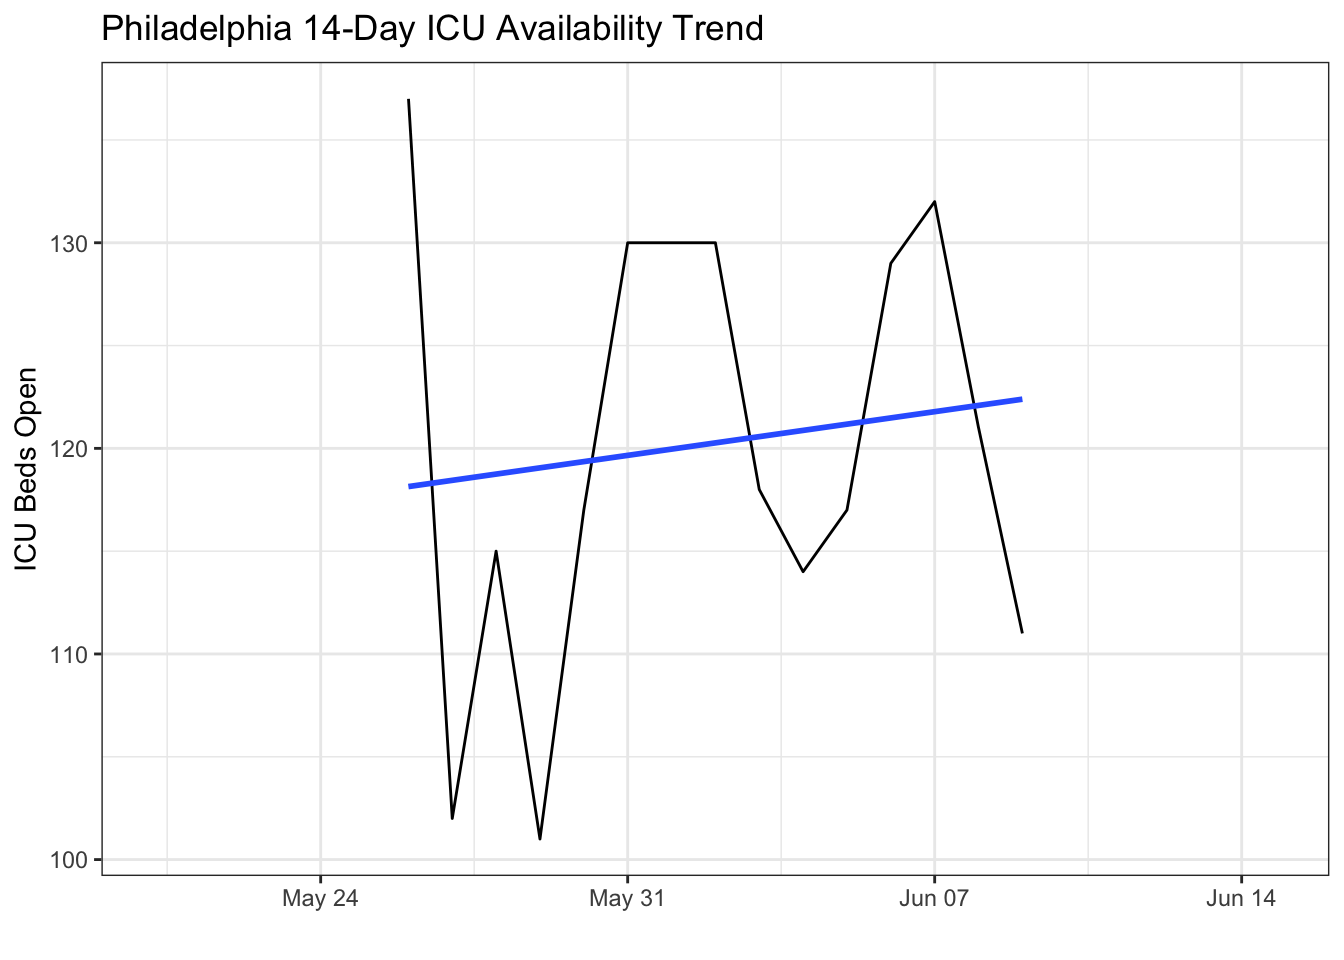 Philadelphia 14-Day ICU Availability Trend
ICU Beds Open
130
120
110
100
May 24
May 31
Jun 07
Jun 14